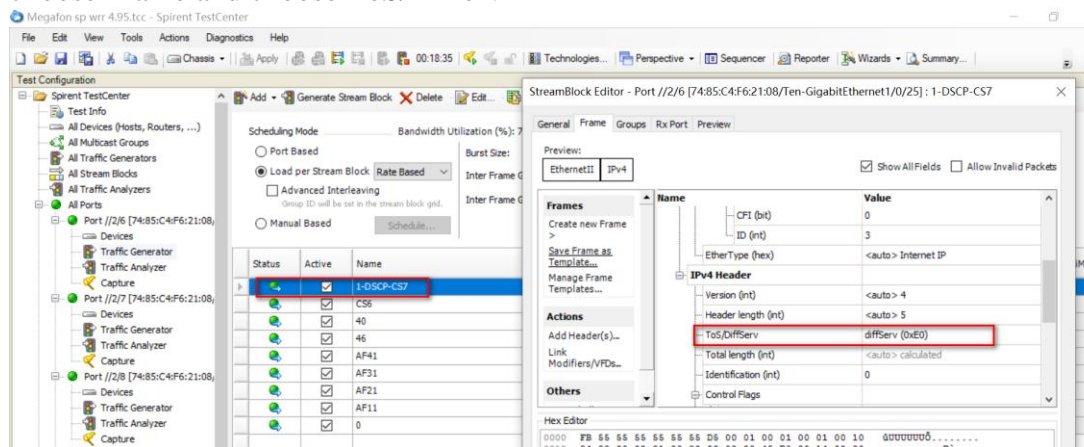 Megafon sp wrr 4.95.tcc - Spirent TestCenter
File Edit View Tools Actions Diagnostics Help
Chassis Apply 00:18:35 Technologies... Perspective Sequencer Reporter Wizards Summary...
Test Configuration
Spirent TestCenter
Test Info
All Devices (Hosts, Routers, ...)
All Multicast Groups
All Traffic Generators
All Stream Blocks
All Traffic Analyzers
All Ports
Port //2/6 [74:85:C4:F6:21:08/
Devices
Traffic Generator
Traffic Analyzer
Capture
Port //2/7 [74:85:C4:F6:21:08/
Devices
Traffic Generator
Traffic Analyzer
Capture
Port //2/8 [74:85:C4:F6:21:08/
Devices
Traffic Generator
Traffic Analyzer
Capture
Add Generate Stream Block Delete Edit...
Scheduling Mode Bandwidth Utilization (%): 7
Port Based Burst Size:
Load per Stream Block Rate Based Inter Frame G
Advanced Interleaving
Group ID will be set in the stream block grid. Inter Frame G
Manual Based Schedule...
Status Active Name
1-DSCP-CS7
CS6
40
46
AF41
AF31
AF21
AF11
0
StreamBlock Editor - Port //2/6 [74:85:C4:F6:21:08/Ten-GigabitEthernet1/0/25] : 1-DSCP-CS7
General Frame Groups Rx Port Preview
Preview:
EthernetII IPv4 Show All Fields Allow Invalid Packets
Frames
Create new Frame
>
Save Frame as
Template...
Manage Frame
Templates...
Actions
Add Header(s)...
Link
Modifiers/VFDs...
Others
Name Value
CFI (bit) 0
ID (int) 3
EtherType (hex) <auto> Internet IP
IPv4 Header
Version (int) <auto> 4
Header length (int) <auto> 5
ToS/DiffServ diffServ (0xE0)
Total length (int) <auto> calculated
Identification (int) 0
Control Flags
Hex Editor
0000 FB 55 55 55 55 55 55 D5 00 01 00 01 00 01 00 10